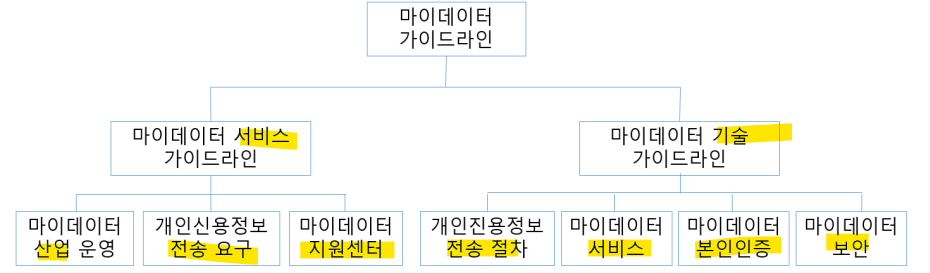 마이데이터
가이드라인
마이데이터 서비스
가이드라인
마이데이터 기술
가이드라인
마이데이터
산업 운영
개인신용정보
전송 요구
마이데이터
지원센터
개인진용정보
전송 절차
마이데이터
서비스
마이데이터
본인인증
마이데이터
보안